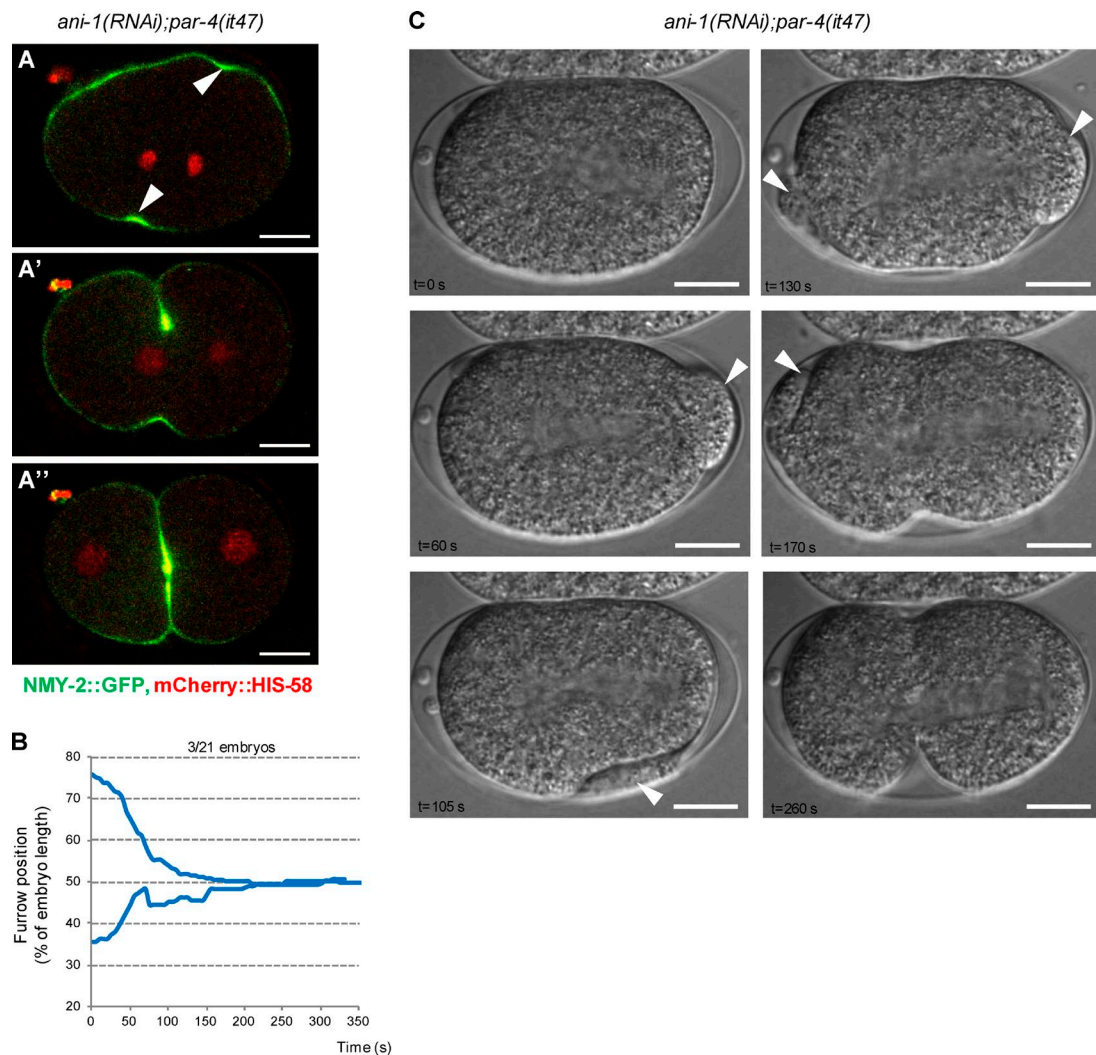 ani-1(RNAi);par-4(it47)
A
A’
A’’
NMY-2::GFP, mCherry::HIS-58
B
3/21 embryos
80
70
60
50
40
30
20
Furrow position
(% of embryo length)
0
50
100
150
200
250
300
350
Time (s)
C
ani-1(RNAi);par-4(it47)
t=0 s
t=130 s
t=60 s
t=170 s
t=105 s
t=260 s